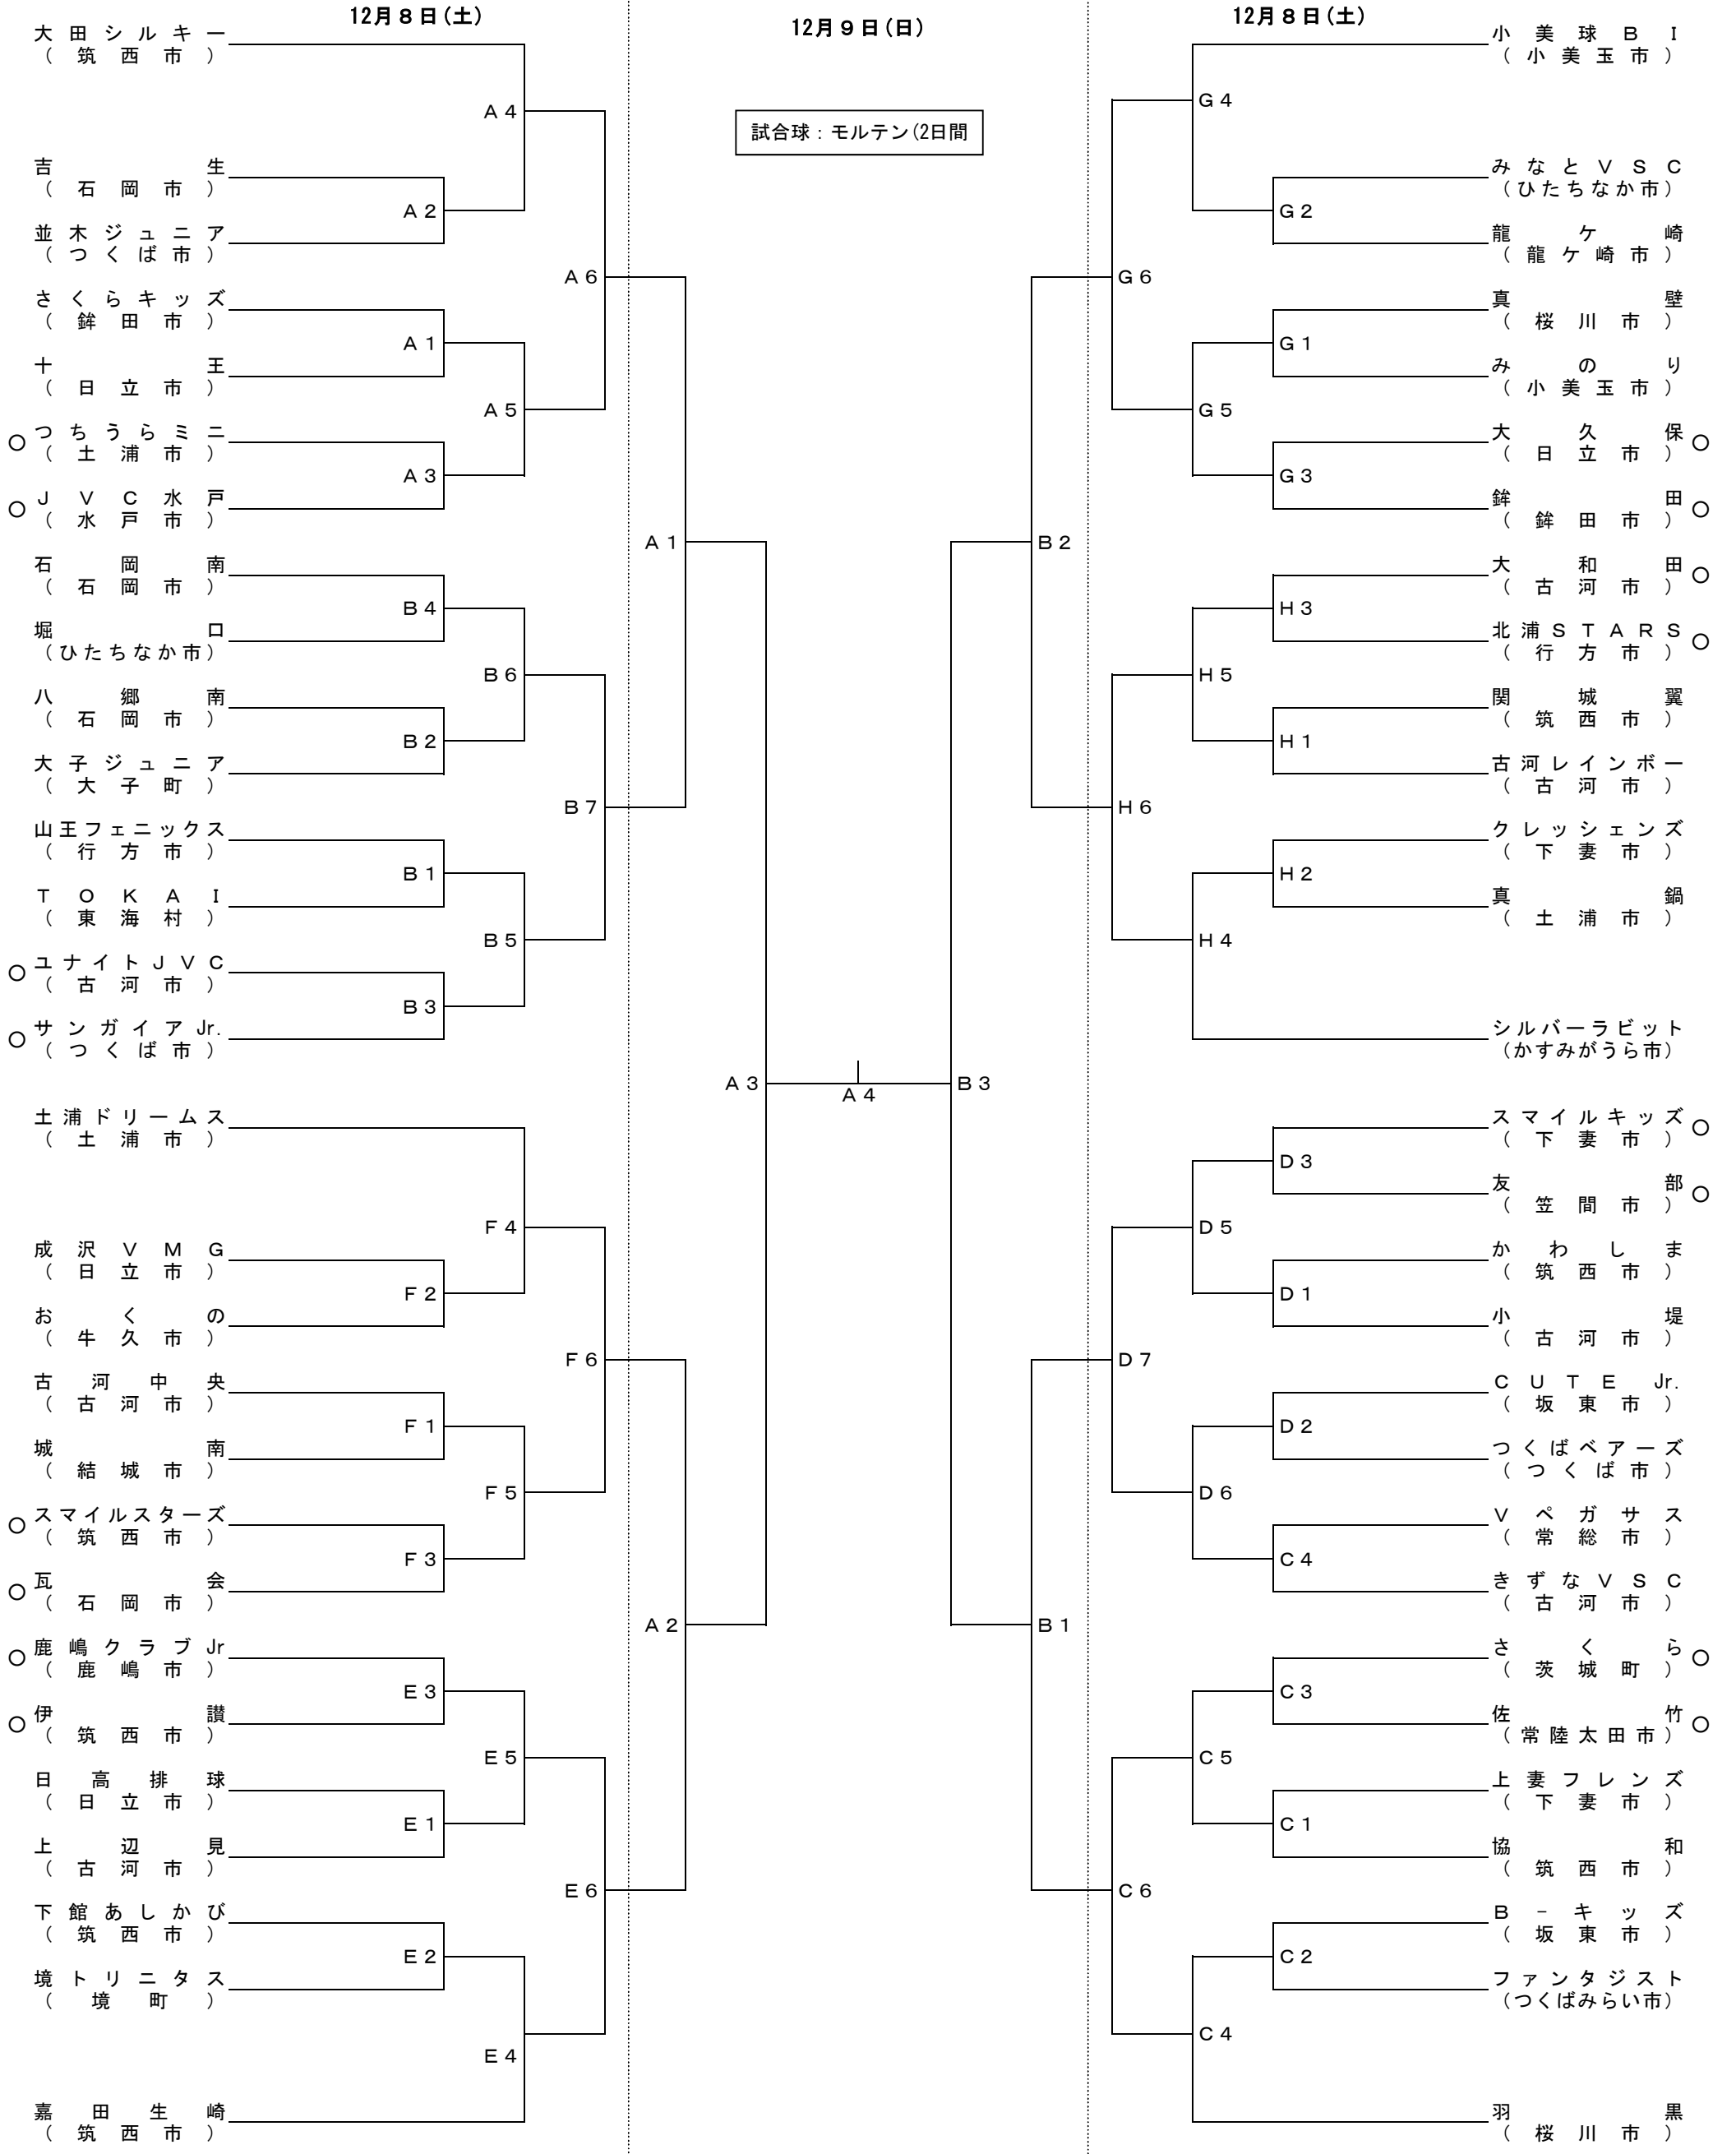 12月８日(土)
12月９日(日)
12月８日(土)
試合球：モルテン(2日間
大田シルキー
（筑西市）
A4
吉生
（石岡市）
A2
並木ジュニア
（つくば市）
A6
さくらキッズ
（鉾田市）
A1
十王
（日立市）
A5
つちうらミニ
（土浦市）
○
A3
ＪＶＣ水戸
（水戸市）
○
A1
石岡南
（石岡市）
B4
堀口
（ひたちなか市）
B6
八郷南
（石岡市）
B2
大子ジュニア
（大子町）
B7
山王フェニックス
（行方市）
B1
ＴＯＫＡＩ
（東海村）
B5
ユナイトＪＶＣ
（古河市）
○
B3
サンガイアJr.
（つくば市）
○
A3
A4
B3
土浦ドリームス
（土浦市）
F4
成沢ＶＭＧ
（日立市）
F2
おくの
（牛久市）
F6
古河中央
（古河市）
F1
城南
（結城市）
F5
スマイルスターズ
（筑西市）
○
F3
瓦会
（石岡市）
○
A2
鹿嶋クラブJr
（鹿嶋市）
○
E3
伊讃
（筑西市）
○
E5
日高排球
（日立市）
E1
上辺見
（古河市）
E6
下館あしかび
（筑西市）
E2
境トリニタス
（境町）
E4
嘉田生崎
（筑西市）
小美球ＢＩ
（小美玉市）
G4
みなとＶＳＣ
（ひたちなか市）
G2
龍ケ崎
（龍ケ崎市）
G6
真壁
（桜川市）
G1
みのり
（小美玉市）
G5
大久保
（日立市）
○
G3
鉾田
（鉾田市）
○
B2
大和田
（古河市）
○
H3
北浦ＳＴＡＲＳ
（行方市）
○
H5
関城翼
（筑西市）
H1
古河レインボー
（古河市）
H6
クレッシェンズ
（下妻市）
H2
真鍋
（土浦市）
H4
シルバーラビット
（かすみがうら市）
スマイルキッズ
（下妻市）
○
D3
友部
（笠間市）
○
D5
かわしま
（筑西市）
D1
小堤
（古河市）
D7
ＣＵＴＥJr.
（坂東市）
D2
つくばベアーズ
（つくば市）
D6
Ｖペガサス
（常総市）
C4
きずなＶＳＣ
（古河市）
B1
さくら
（茨城町）
○
C3
佐竹
（常陸太田市）
○
C5
上妻フレンズ
（下妻市）
C1
協和
（筑西市）
C6
Ｂ－キッズ
（坂東市）
C2
ファンタジスト
（つくばみらい市）
C4
羽黒
（桜川市）